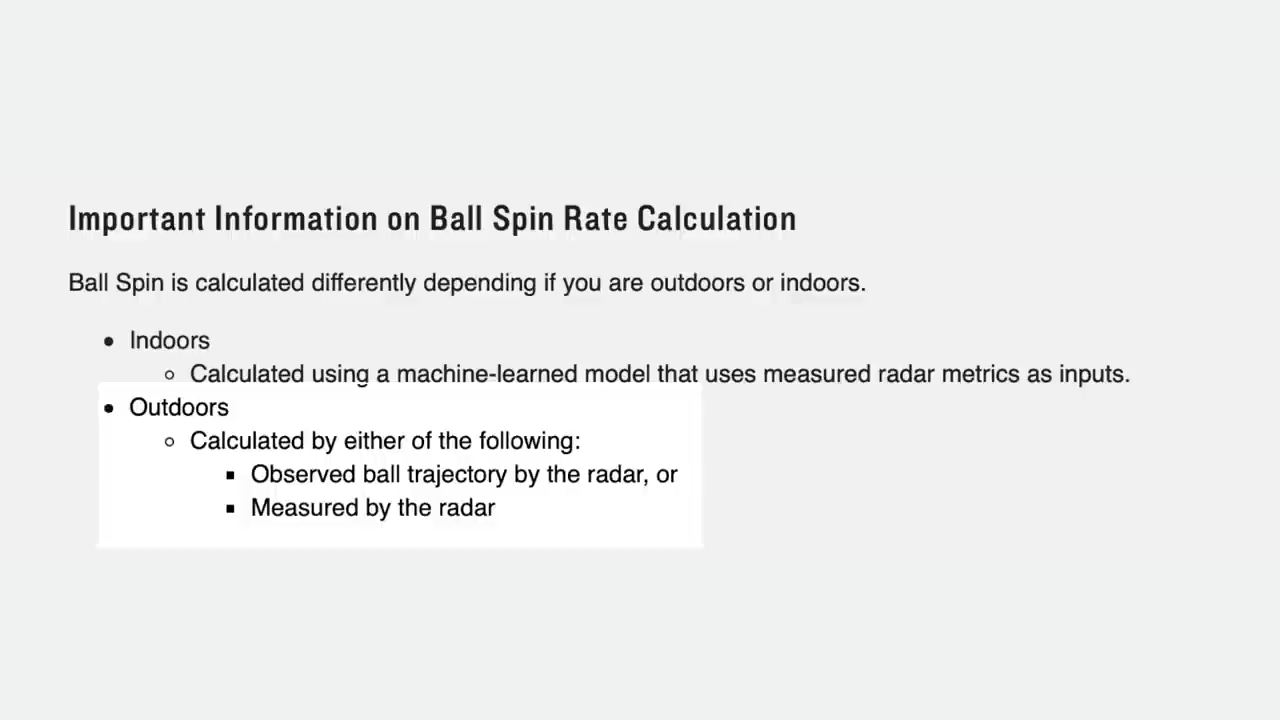 Important Information on Ball Spin Rate Calculation
Ball Spin is calculated differently depending if you are outdoors or indoors.
• Indoors
◦ Calculated using a machine-learned model that uses measured radar metrics as inputs.
• Outdoors
◦ Calculated by either of the following:
▪ Observed ball trajectory by the radar, or
▪ Measured by the radar